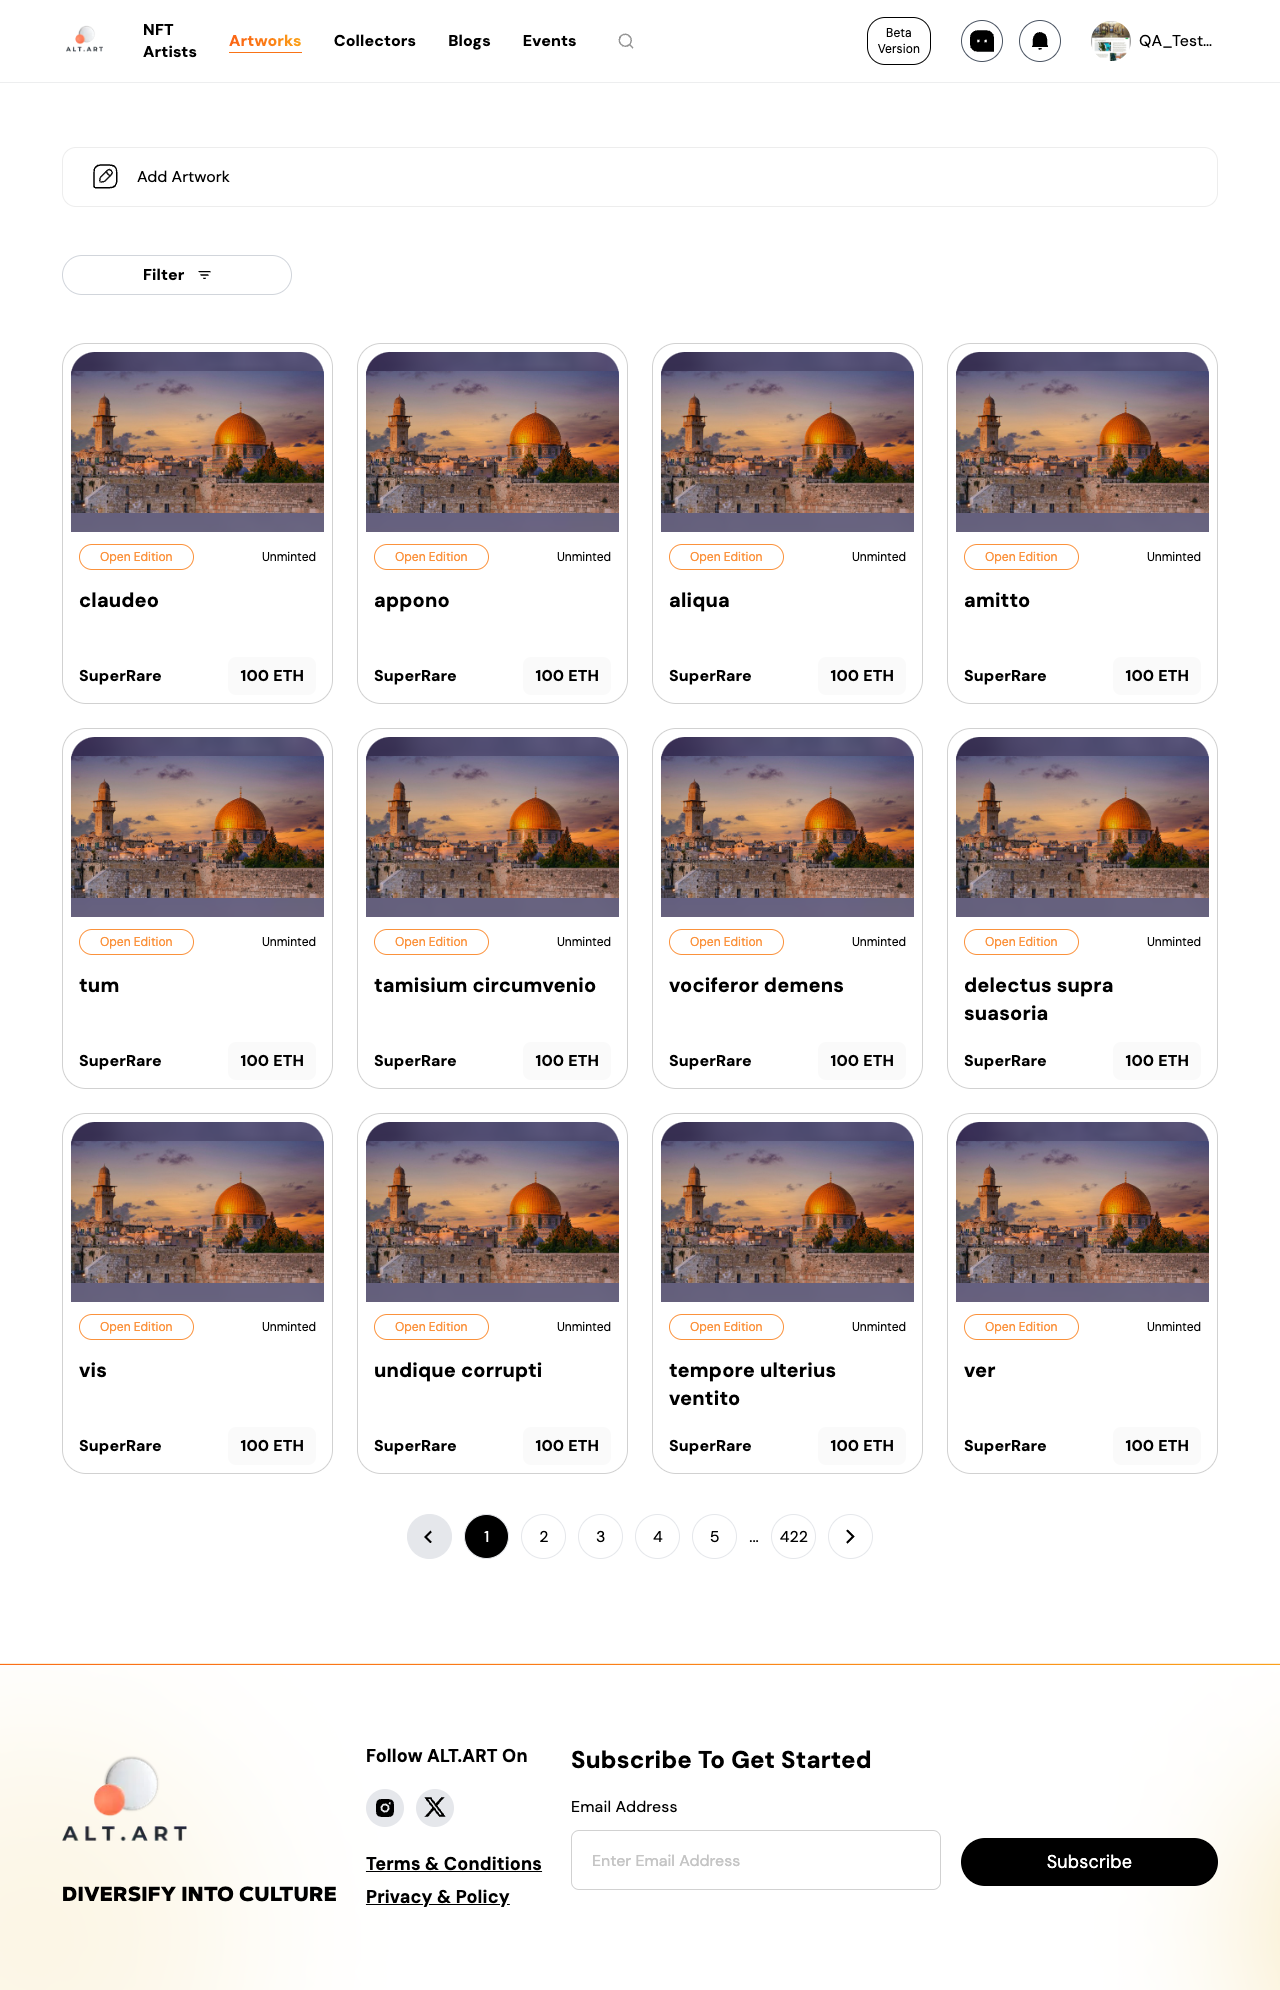 ALT.ART
NFT
Artists
Artworks
Collectors
Blogs
Events
Beta
Version
QA_Test...
Add Artwork
Filter
Open Edition
Unminted
claudeo
SuperRare
100 ETH
Open Edition
Unminted
appono
SuperRare
100 ETH
Open Edition
Unminted
aliqua
SuperRare
100 ETH
Open Edition
Unminted
amitto
SuperRare
100 ETH
Open Edition
Unminted
tum
SuperRare
100 ETH
Open Edition
Unminted
tamisium circumvenio
SuperRare
100 ETH
Open Edition
Unminted
vociferor demens
SuperRare
100 ETH
Open Edition
Unminted
delectus supra
suasoria
SuperRare
100 ETH
Open Edition
Unminted
vis
SuperRare
100 ETH
Open Edition
Unminted
undique corrupti
SuperRare
100 ETH
Open Edition
Unminted
tempore ulterius
ventito
SuperRare
100 ETH
Open Edition
Unminted
ver
SuperRare
100 ETH
1 2 3 4 5 ... 422
ALT.ART
DIVERSIFY INTO CULTURE
Follow ALT.ART On
Terms & Conditions
Privacy & Policy
Subscribe To Get Started
Email Address
Enter Email Address
Subscribe